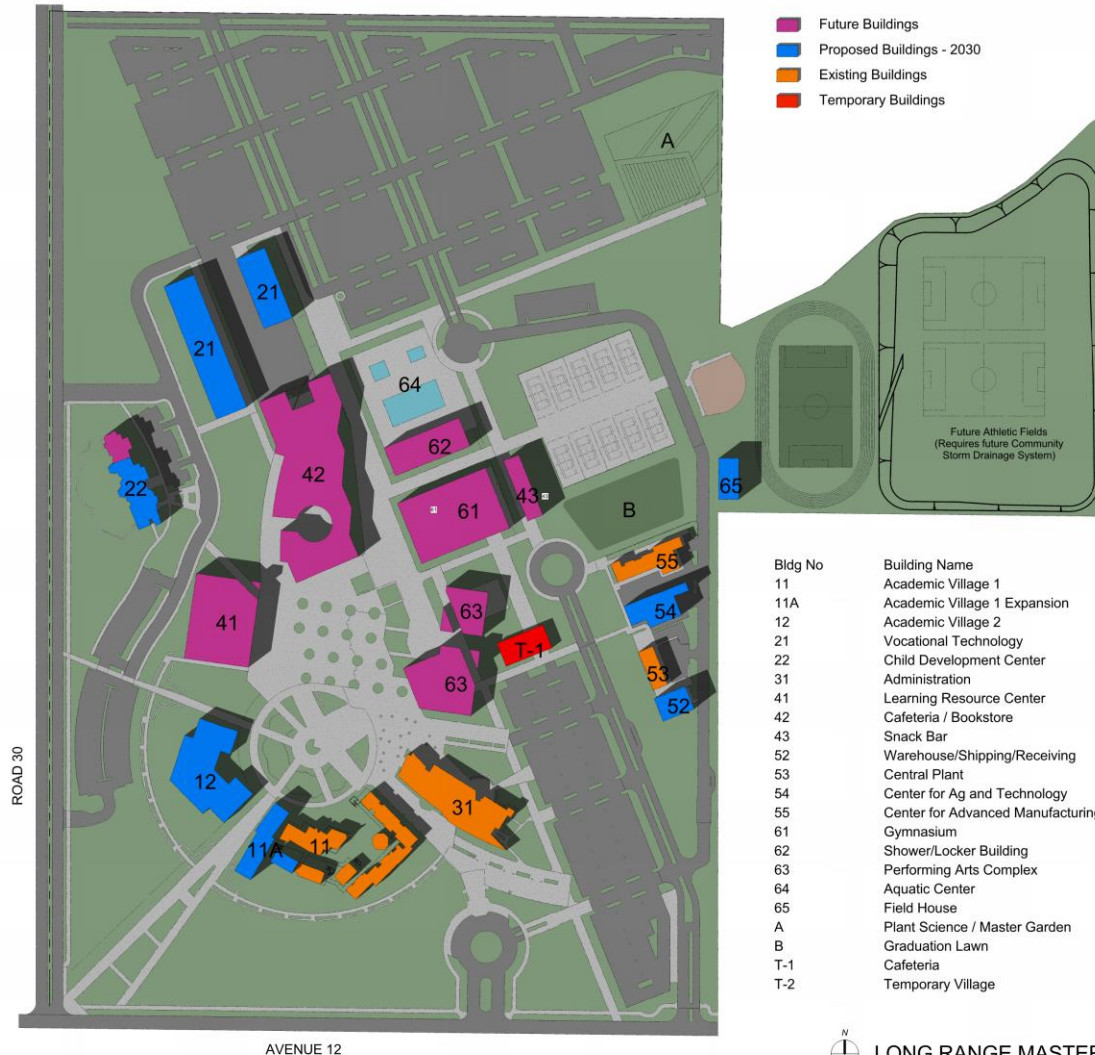 Future Buildings
Proposed Buildings - 2030
Existing Buildings
Temporary Buildings
A
21
21
64
62
42
43
61
22
65
B
Future Athletic Fields
(Requires future Community
Storm Drainage System)
55
54
63
41
T-1
53
63
52
12
31
11A
11
ROAD 30
AVENUE 12
Bldg No Building Name
11 Academic Village 1
11A Academic Village 1 Expansion
12 Academic Village 2
21 Vocational Technology
22 Child Development Center
31 Administration
41 Learning Resource Center
42 Cafeteria / Bookstore
43 Snack Bar
52 Warehouse/Shipping/Receiving
53 Central Plant
54 Center for Ag and Technology
55 Center for Advanced Manufacturing
61 Gymnasium
62 Shower/Locker Building
63 Performing Arts Complex
64 Aquatic Center
65 Field House
A Plant Science / Master Garden
B Graduation Lawn
T-1 Cafeteria
T-2 Temporary Village
N
LONG RANGE MASTER